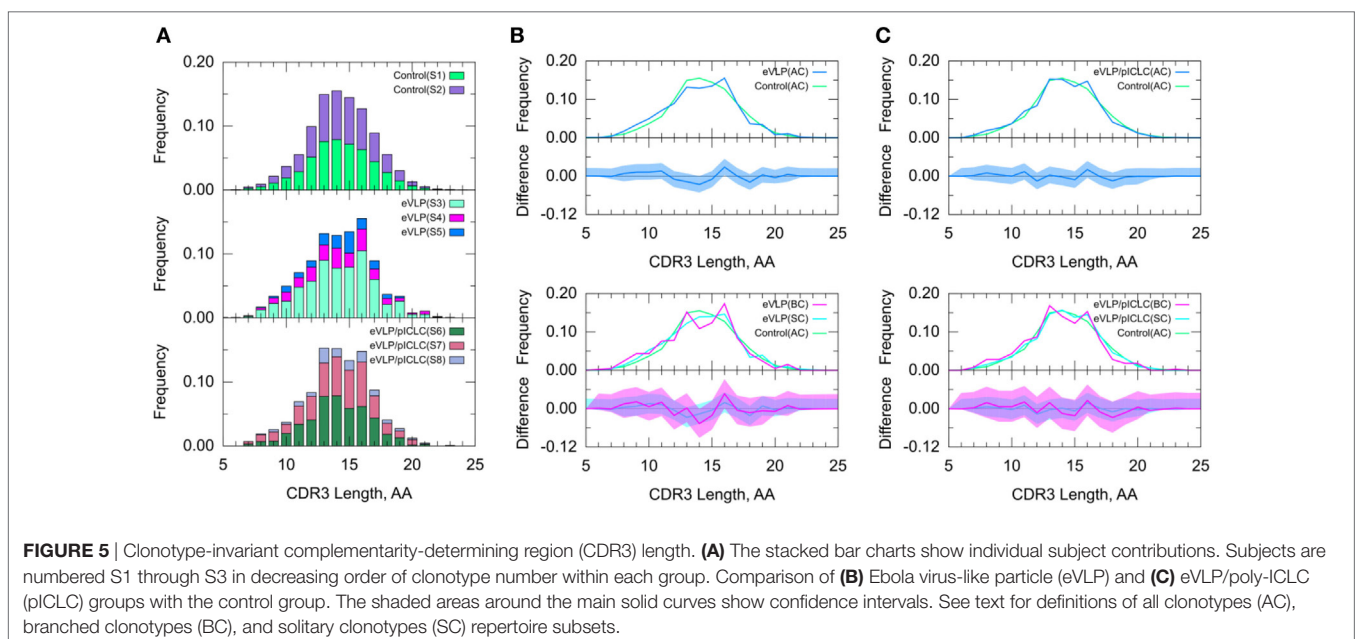 A
B
C
0.20
0.10
0.00
Frequency
Control(S1)
Control(S2)
0.10
0.00
Frequency
eVLP(S3)
eVLP(S4)
eVLP(S5)
0.10
0.00
Frequency
eVLP/pICLC(S6)
eVLP/pICLC(S7)
eVLP/pICLC(S8)
5 10 15 20 25
CDR3 Length, AA
0.20
0.10
0.00
Frequency
eVLP(AC)
Control(AC)
0.00
-0.12
Difference
5 10 15 20 25
0.20
0.10
0.00
Frequency
eVLP(BC)
eVLP(SC)
Control(AC)
0.00
-0.12
Difference
5 10 15 20 25
CDR3 Length, AA
0.20
0.10
0.00
Frequency
eVLP/pICLC(AC)
Control(AC)
0.00
-0.12
Difference
5 10 15 20 25
0.20
0.10
0.00
Frequency
eVLP/pICLC(BC)
eVLP/pICLC(SC)
Control(AC)
0.00
-0.12
Difference
5 10 15 20 25
CDR3 Length, AA
FIGURE 5 | Clonotype-invariant complementarity-determining region (CDR3) length. (A) The stacked bar charts show individual subject contributions. Subjects are
numbered S1 through S3 in decreasing order of clonotype number within each group. Comparison of (B) Ebola virus-like particle (eVLP) and (C) eVLP/poly-ICLC
(pICLC) groups with the control group. The shaded areas around the main solid curves show confidence intervals. See text for definitions of all clonotypes (AC),
branched clonotypes (BC), and solitary clonotypes (SC) repertoire subsets.